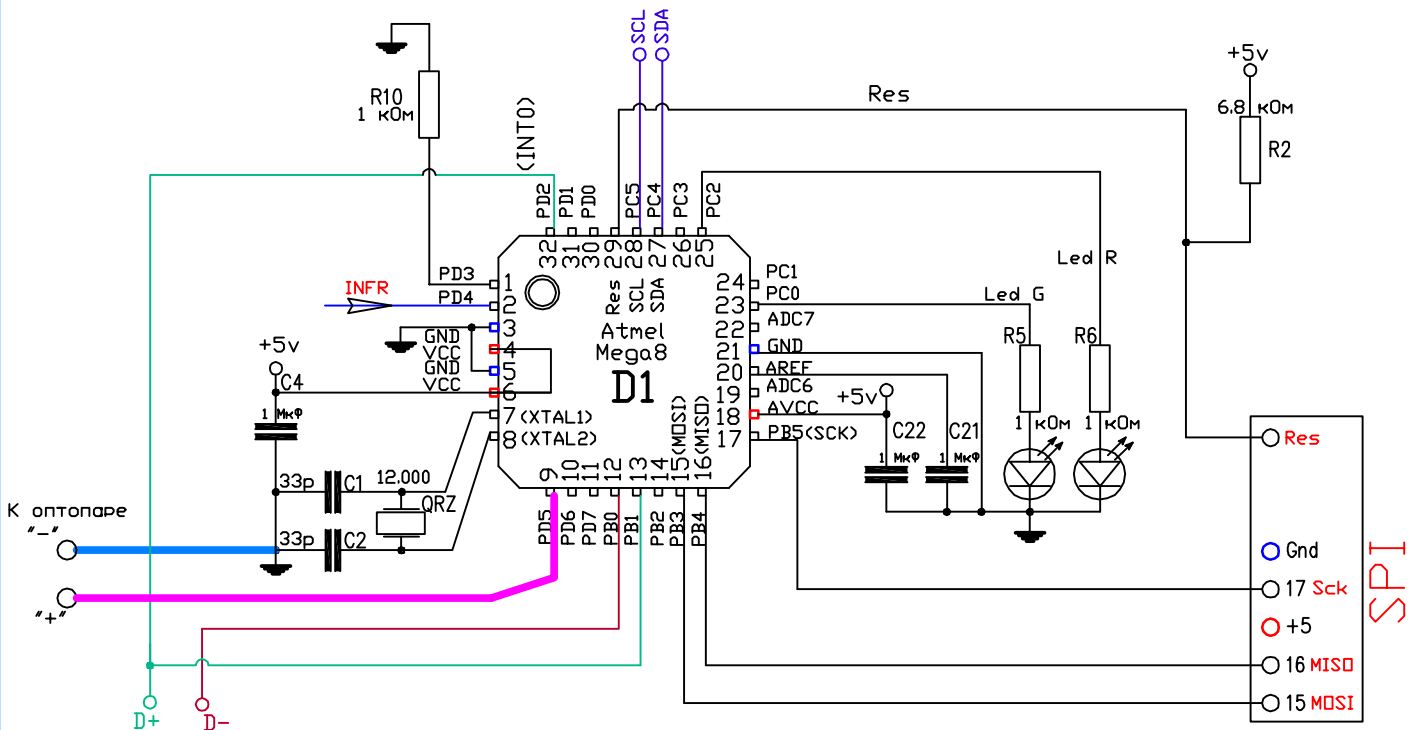 SCL
SDA
+5v
R10
1 кОм
Res
6.8 кОм
R2
(INT0)
PD2
PD1
PD0
PC5
PC4
PC3
PC2
32
31
30
29
28
27
26
25
Led R
PD3
1
Res
SCL
SDA
24
PC1
INFR
PD4
2
23
PC0
Led G
3
GND
22
ADC7
+5v
VCC
4
Atmel
Mega8
21
GND
R5
R6
GND
5
20
AREF
C4
VCC
6
D1
19
ADC6
+5v
1 Мкф
7
(XTAL1)
18
AVCC
1 кОм
1 кОм
8
(XTAL2)
15(MOSI)
16(MISO)
17
PB5(SCK)
C22
C21
Res
1 Мкф
1 Мкф
9
10
11
12
13
14
33p
C1
12.000
QRZ
К оптопаре
"-"
33p
C2
PD5
PD6
PD7
PB0
PB1
PB2
PB3
PB4
Gnd
17 Sck
SPI
"+"
+5
16 MISO
15 MOSI
D+
D-